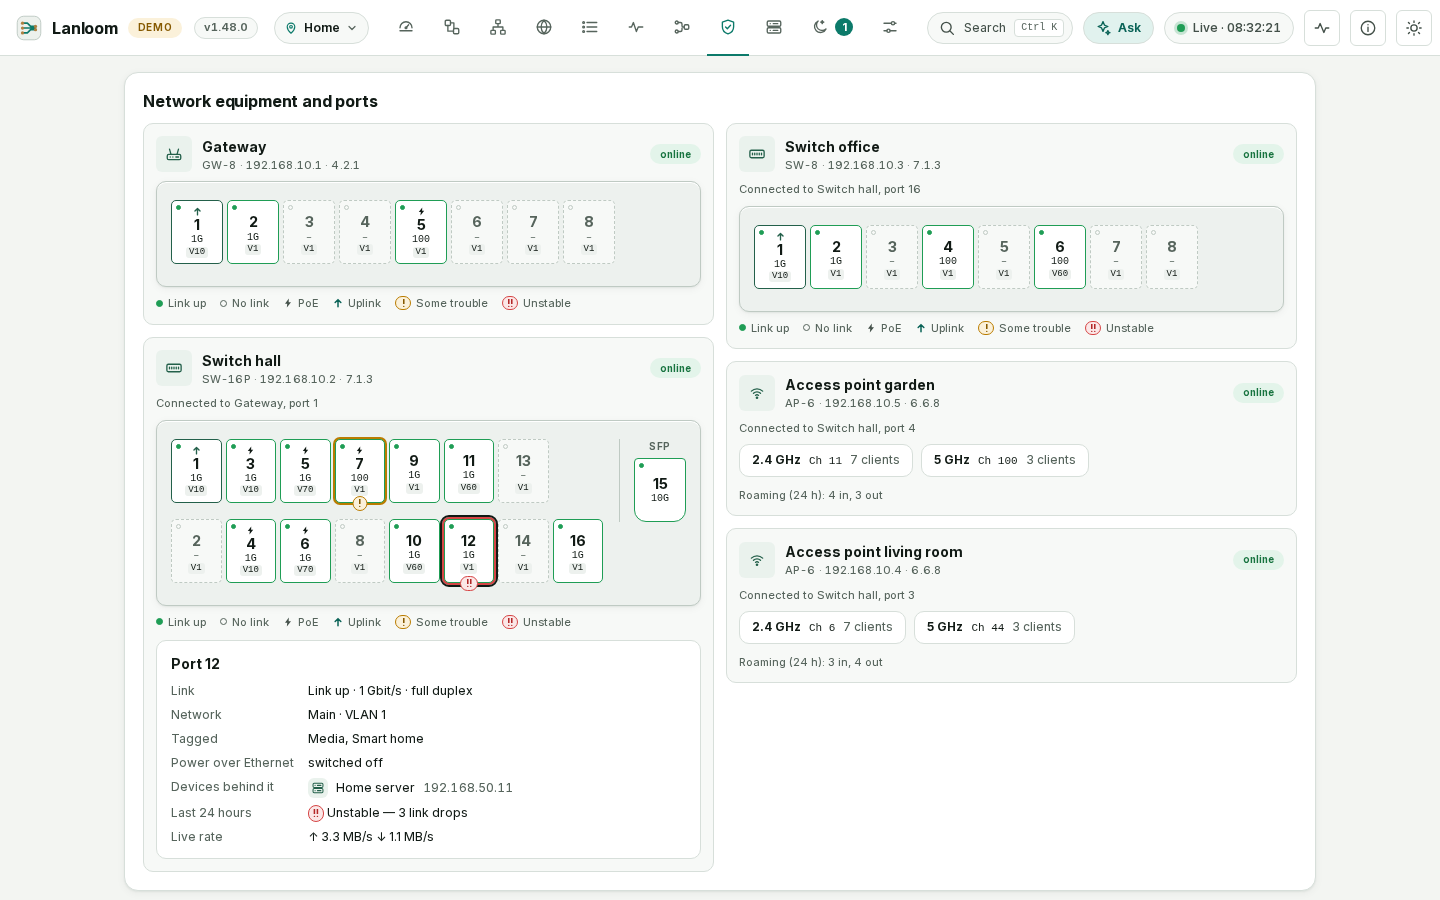 Lanloom DEMO v1.48.0 Home 1 Search Ctrl K Ask Live · 08:32:21
Network equipment and ports
Gateway
GW-8 · 192.168.10.1 · 4.2.1
online
1 2 3 4 5 6 7 8
1G 1G – – 100 – – –
V10 V1 V1 V1 V1 V1 V1 V1
Link up No link PoE Uplink ! Some trouble !! Unstable
Switch hall
SW-16P · 192.168.10.2 · 7.1.3
online
Connected to Gateway, port 1
SFP
1 3 5 7 9 11 13 15
1G 1G 1G 100 1G 1G – 10G
V10 V10 V70 V1 V1 V60 V1
!
2 4 6 8 10 12 14 16
– 1G 1G – 1G 1G – 1G
V1 V10 V70 V1 V60 V1 V1 V1
!!
Link up No link PoE Uplink ! Some trouble !! Unstable
Port 12
Link Link up · 1 Gbit/s · full duplex
Network Main · VLAN 1
Tagged Media, Smart home
Power over Ethernet switched off
Devices behind it Home server 192.168.50.11
Last 24 hours !! Unstable — 3 link drops
Live rate ↑ 3.3 MB/s ↓ 1.1 MB/s
Switch office
SW-8 · 192.168.10.3 · 7.1.3
online
Connected to Switch hall, port 16
1 2 3 4 5 6 7 8
1G 1G – 100 – 100 – –
V10 V1 V1 V1 V1 V60 V1 V1
Link up No link PoE Uplink ! Some trouble !! Unstable
Access point garden
AP-6 · 192.168.10.5 · 6.6.8
online
Connected to Switch hall, port 4
2.4 GHz Ch 11 7 clients 5 GHz Ch 100 3 clients
Roaming (24 h): 4 in, 3 out
Access point living room
AP-6 · 192.168.10.4 · 6.6.8
online
Connected to Switch hall, port 3
2.4 GHz Ch 6 7 clients 5 GHz Ch 44 3 clients
Roaming (24 h): 3 in, 4 out